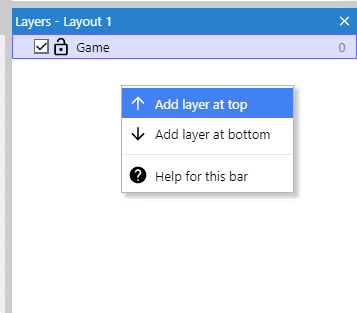 Layers - Layout 1
Game 0
Add layer at top
Add layer at bottom
Help for this bar